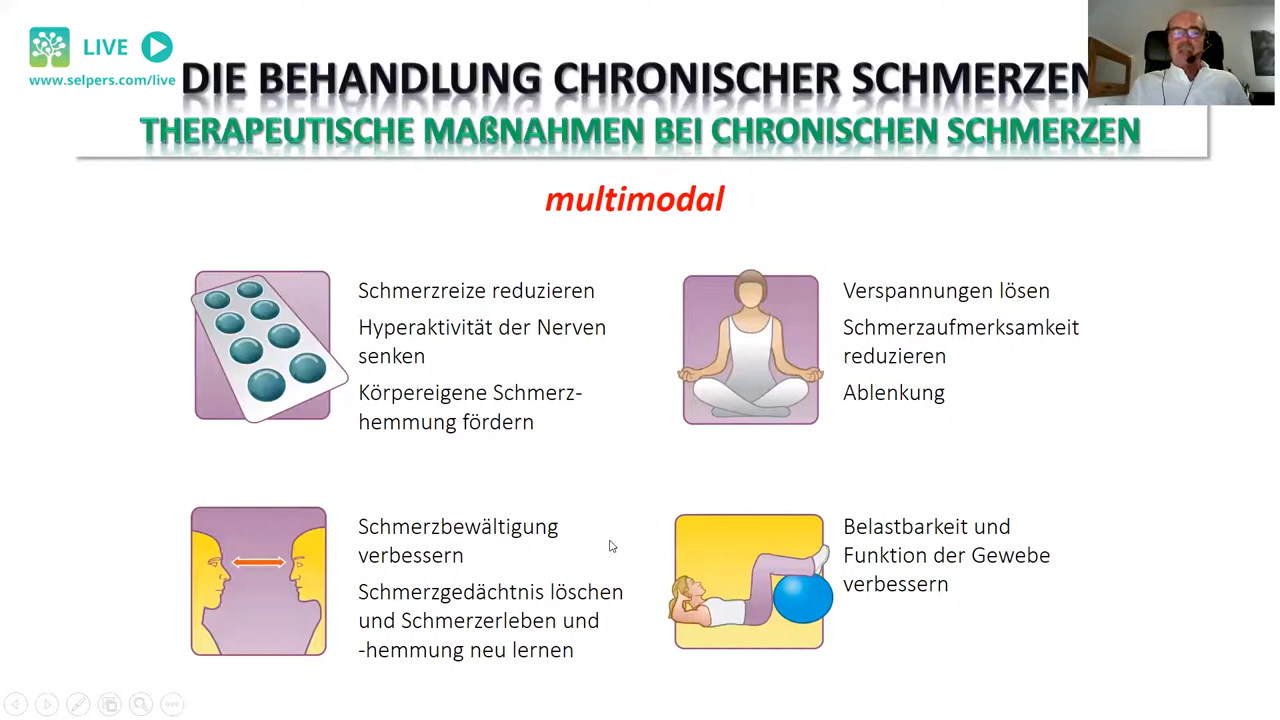 LIVE
www.selpers.com/live
DIE BEHANDLUNG CHRONISCHER SCHMERZEN
THERAPEUTISCHE MAßNAHMEN BEI CHRONISCHEN SCHMERZEN
multimodal
Schmerzreize reduzieren
Hyperaktivität der Nerven
senken
Körpereigene Schmerz-
hemmung fördern
Verspannungen lösen
Schmerzaufmerksamkeit
reduzieren
Ablenkung
Schmerzbewältigung
verbessern
Schmerzgedächtnis löschen
und Schmerzerleben und
-hemmung neu lernen
Belastbarkeit und
Funktion der Gewebe
verbessern